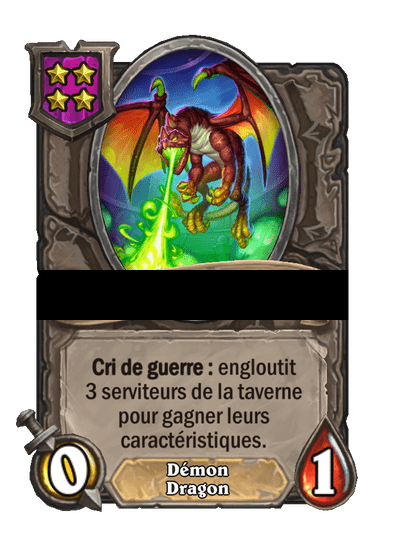 Cri de guerre : engloutit
3 serviteurs de la taverne
pour gagner leurs
caractéristiques.
0
Démon
Dragon
1